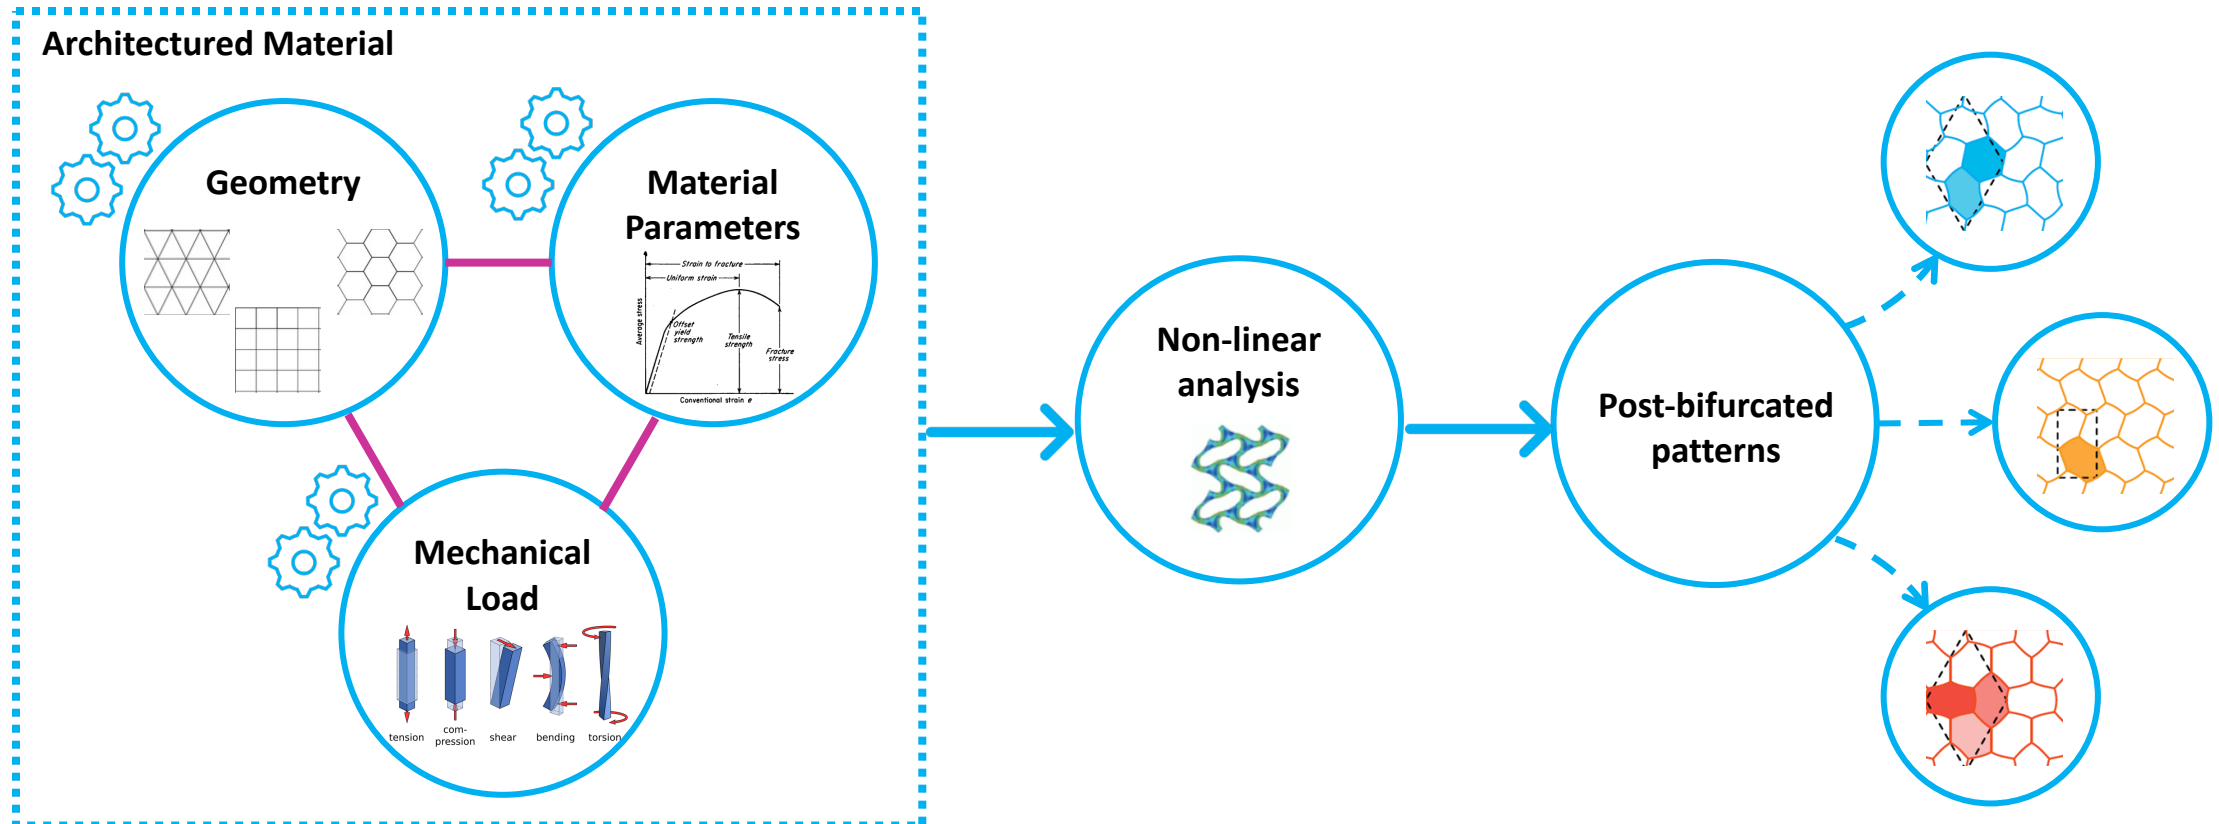 Architectured Material
Geometry
Material
Parameters
Strain to fracture
Uniform strain
Average stress
Offset
yield
strength
Tensile
strength
Fracture
stress
Conventional strain e
Mechanical
Load
tension
com-
pression
shear
bending
torsion
Non-linear
analysis
Post-bifurcated
patterns